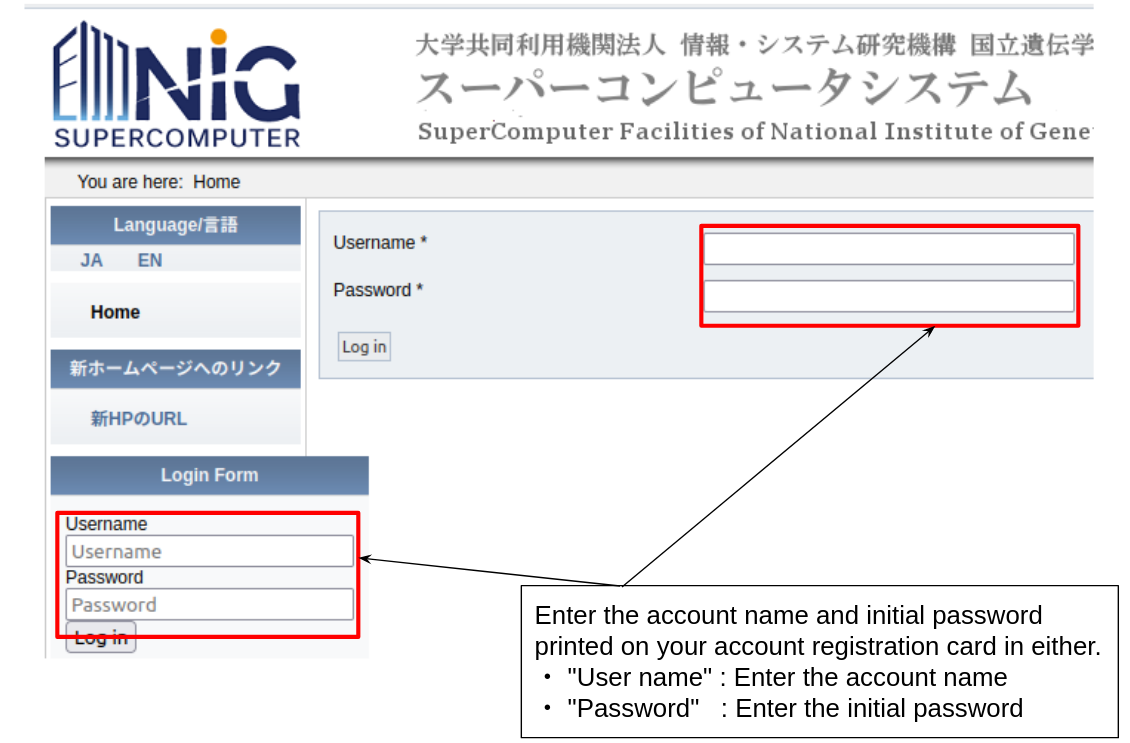 NIG
SUPERCOMPUTER
大学共同利用機関法人 情報・システム研究機構 国立遺伝学
スーパーコンピュータシステム
SuperComputer Facilities of National Institute of Gene
You are here: Home
Language/言語
JA EN
Home
新ホームページへのリンク
新HPのURL
Username *
Password *
Log in
Login Form
Username
Username
Password
Password
Log in
Enter the account name and initial password
printed on your account registration card in either.
・ "User name" : Enter the account name
・ "Password" : Enter the initial password